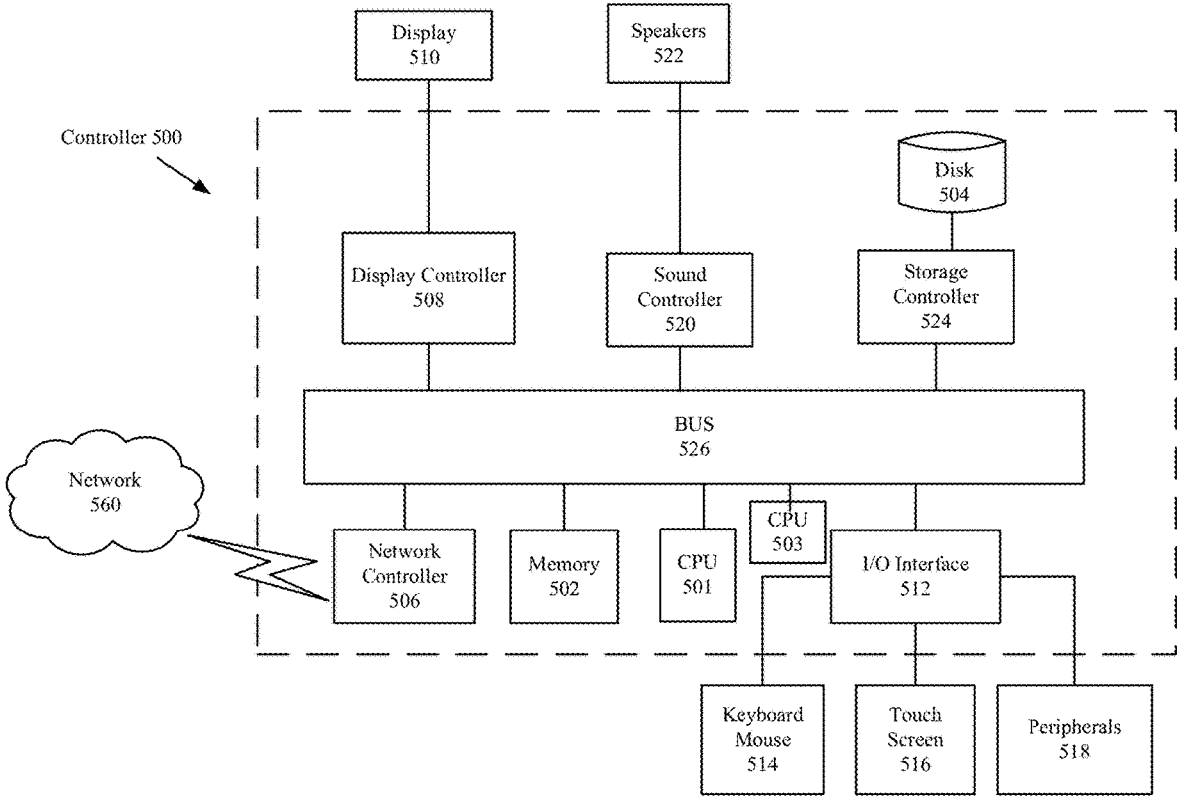 Display
510
Speakers
522
Controller 500
Disk
504
Display Controller
508
Sound
Controller
520
Storage
Controller
524
BUS
526
Network
560
Network
Controller
506
Memory
502
CPU
501
CPU
503
I/O Interface
512
Keyboard
Mouse
514
Touch
Screen
516
Peripherals
518